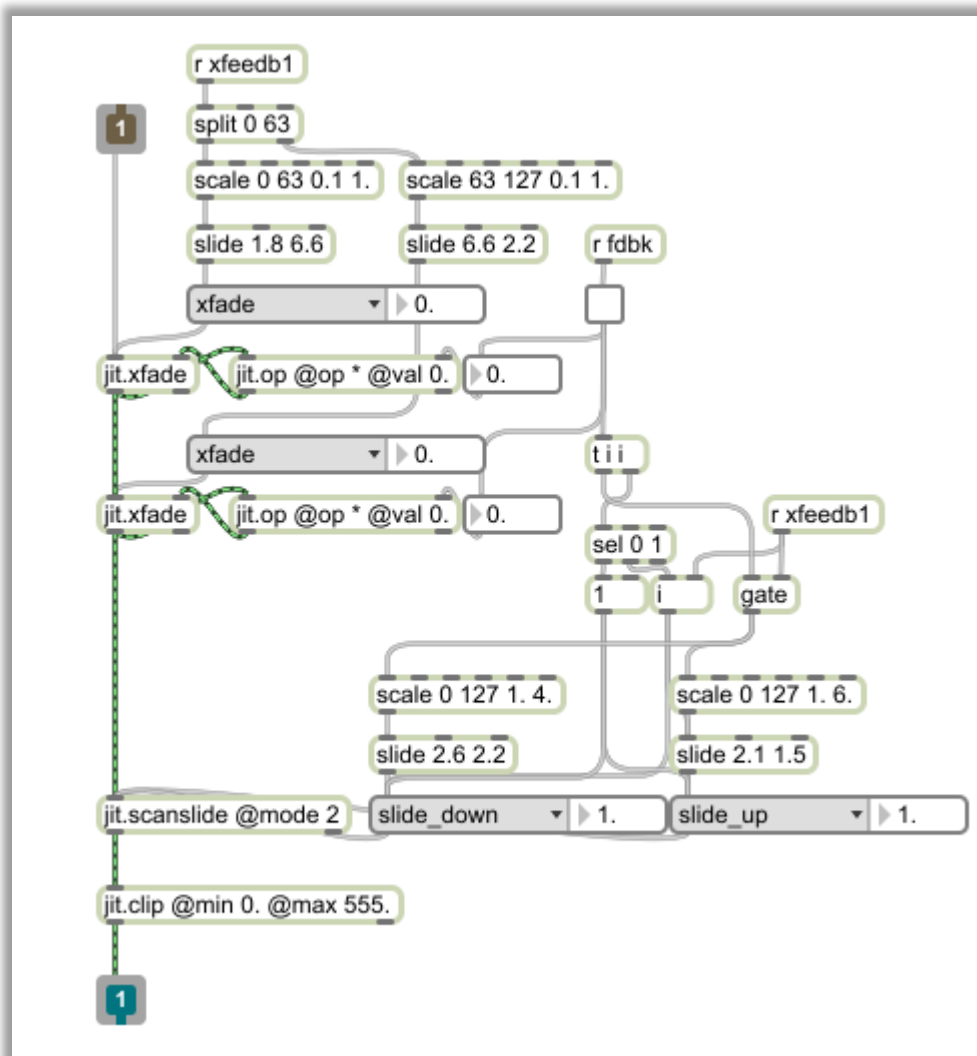 r xfeedb1
1
split 0 63
scale 0 63 0.1 1.
scale 63 127 0.1 1.
slide 1.8 6.6
slide 6.6 2.2
r fdbk
xfade
0.
jit.xfade
jit.op @op * @val 0.
0.
xfade
0.
t i i
jit.xfade
jit.op @op * @val 0.
0.
r xfeedb1
sel 0 1
1
i
gate
scale 0 127 1. 4.
scale 0 127 1. 6.
slide 2.6 2.2
slide 2.1 1.5
jit.scanslide @mode 2
slide_down
1.
slide_up
1.
jit.clip @min 0. @max 555.
1